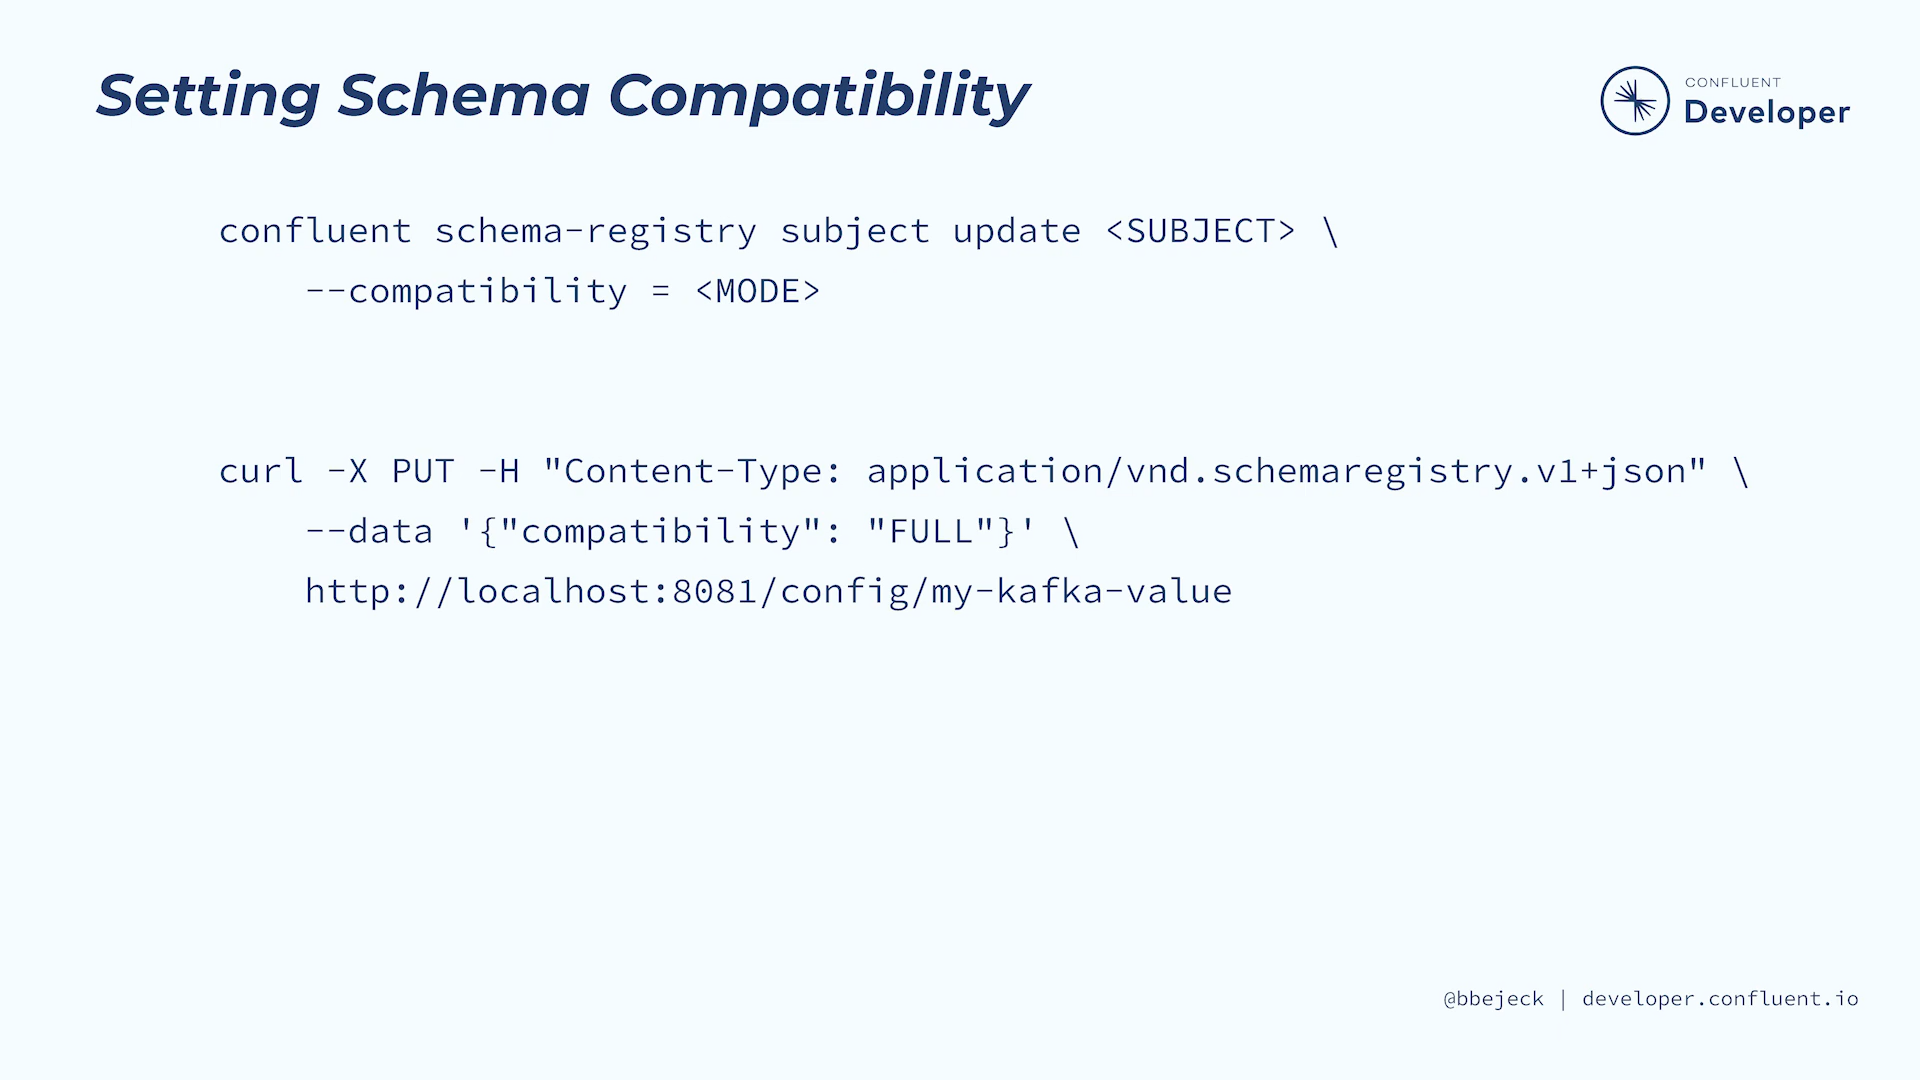 Setting Schema Compatibility
CONFLUENT
Developer
confluent schema-registry subject update <SUBJECT> \
--compatibility = <MODE>
curl -X PUT -H "Content-Type: application/vnd.schemaregistry.v1+json" \
--data '{"compatibility": "FULL"}' \
http://localhost:8081/config/my-kafka-value
@bbejeck | developer.confluent.io